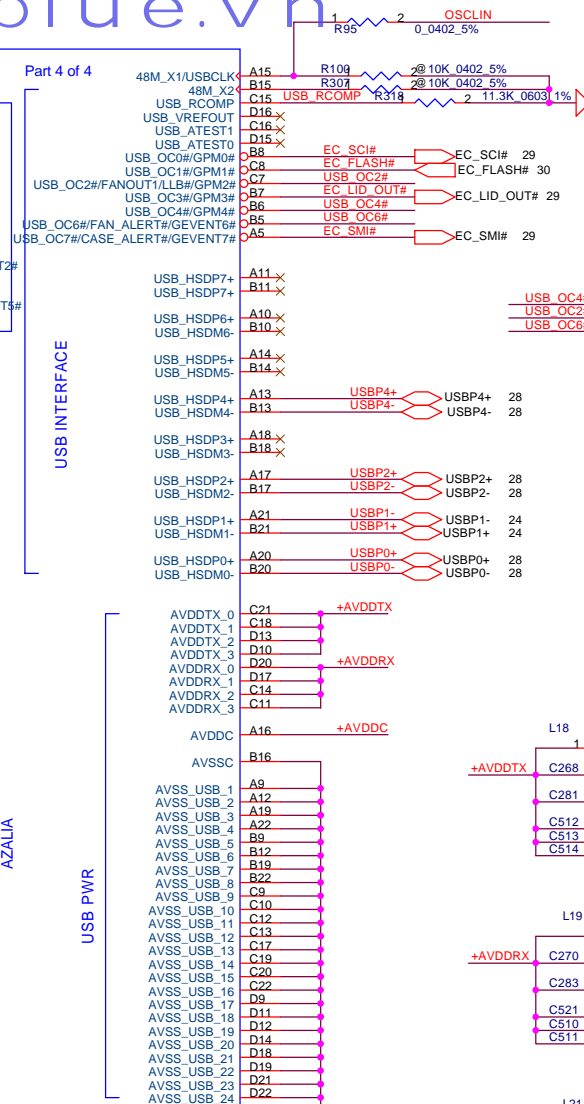 blue.vn
OSCLIN
1 2
R95 0_0402_5%
Part 4 of 4
48M_X1/USBCLK A15 R109 2@ 10K_0402_5%
48M_X2 B15 R307 2@ 10K_0402_5%
USB_RCOMP C15 USB_RCOMP R318 2 11.3K_0603_1%
USB_VREFOUT D16
USB_ATEST1 C16
USB_ATEST0 D15
USB_OC0#/GPM0# B8 EC_SCI# EC_SCI# 29
USB_OC1#/GPM1# C8 EC_FLASH# EC_FLASH# 30
USB_OC2#/FANOUT1/LLB#/GPM2# C7 USB_OC2#
USB_OC3#/GPM3# B7 EC_LID_OUT# EC_LID_OUT# 29
USB_OC4#/GPM4# B6 USB_OC4#
USB_OC6#/FAN_ALERT#/GEVENT6# B5 USB_OC6#
USB_OC7#/CASE_ALERT#/GEVENT7# A5 EC_SMI# EC_SMI# 29
T2#
T5#
USB_HSDP7+ A11
USB_HSDP7+ B11
USB_OC4#
USB_OC2#
USB_OC6#
USB_HSDP6+ A10
USB_HSDM6- B10
USB_HSDP5+ A14
USB_HSDM5- B14
USB INTERFACE
USB_HSDP4+ A13 USBP4+ USBP4+ 28
USB_HSDM4- B13 USBP4- USBP4- 28
USB_HSDP3+ A18
USB_HSDM3- B18
USB_HSDP2+ A17 USBP2+ USBP2+ 28
USB_HSDM2- B17 USBP2- USBP2- 28
USB_HSDP1+ A21 USBP1- USBP1- 24
USB_HSDM1- B21 USBP1+ USBP1+ 24
USB_HSDP0+ A20 USBP0+ USBP0+ 28
USB_HSDM0- B20 USBP0- USBP0- 28
AVDDTX_0 C21 +AVDDTX
AVDDTX_1 C18
AVDDTX_2 D13
AVDDTX_3 D10
AVDDRX_0 D20 +AVDDRX
AVDDRX_1 D17
AVDDRX_2 C14
AVDDRX_3 C11
AVDDC A16 +AVDDC
AVSSC B16
AVSS_USB_1 A9
AVSS_USB_2 A12
AVSS_USB_3 A19
AVSS_USB_4 A22
AVSS_USB_5 B9
AVSS_USB_6 B12
AVSS_USB_7 B19
AVSS_USB_8 B22
AVSS_USB_9 C9
AVSS_USB_10 C10
AVSS_USB_11 C12
AVSS_USB_12 C13
AVSS_USB_13 C17
AVSS_USB_14 C19
AVSS_USB_15 C20
AVSS_USB_16 C22
AVSS_USB_17 D9
AVSS_USB_18 D11
AVSS_USB_19 D12
AVSS_USB_20 D14
AVSS_USB_21 D18
AVSS_USB_22 D19
AVSS_USB_23 D21
AVSS_USB_24 D22
AZALIA
USB PWR
L18
1
+AVDDTX C268
C281
C512
C513
C514
L19
+AVDDRX C270
C283
C521
C510
C511
L21